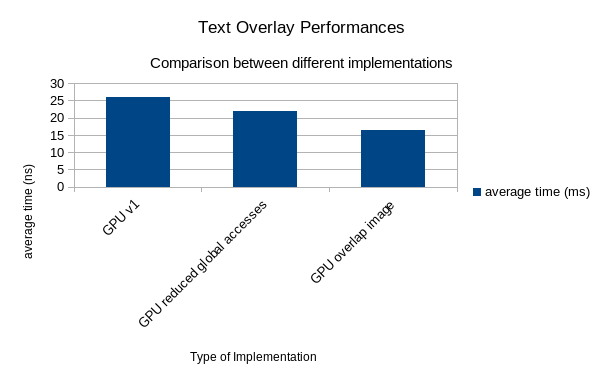 Text Overlay Performances
Comparison between different implementations
30
25
20
15
10
5
0
average time (ns)
GPU v1
GPU reduced global accesses
GPU overlap image
average time (ms)
Type of Implementation